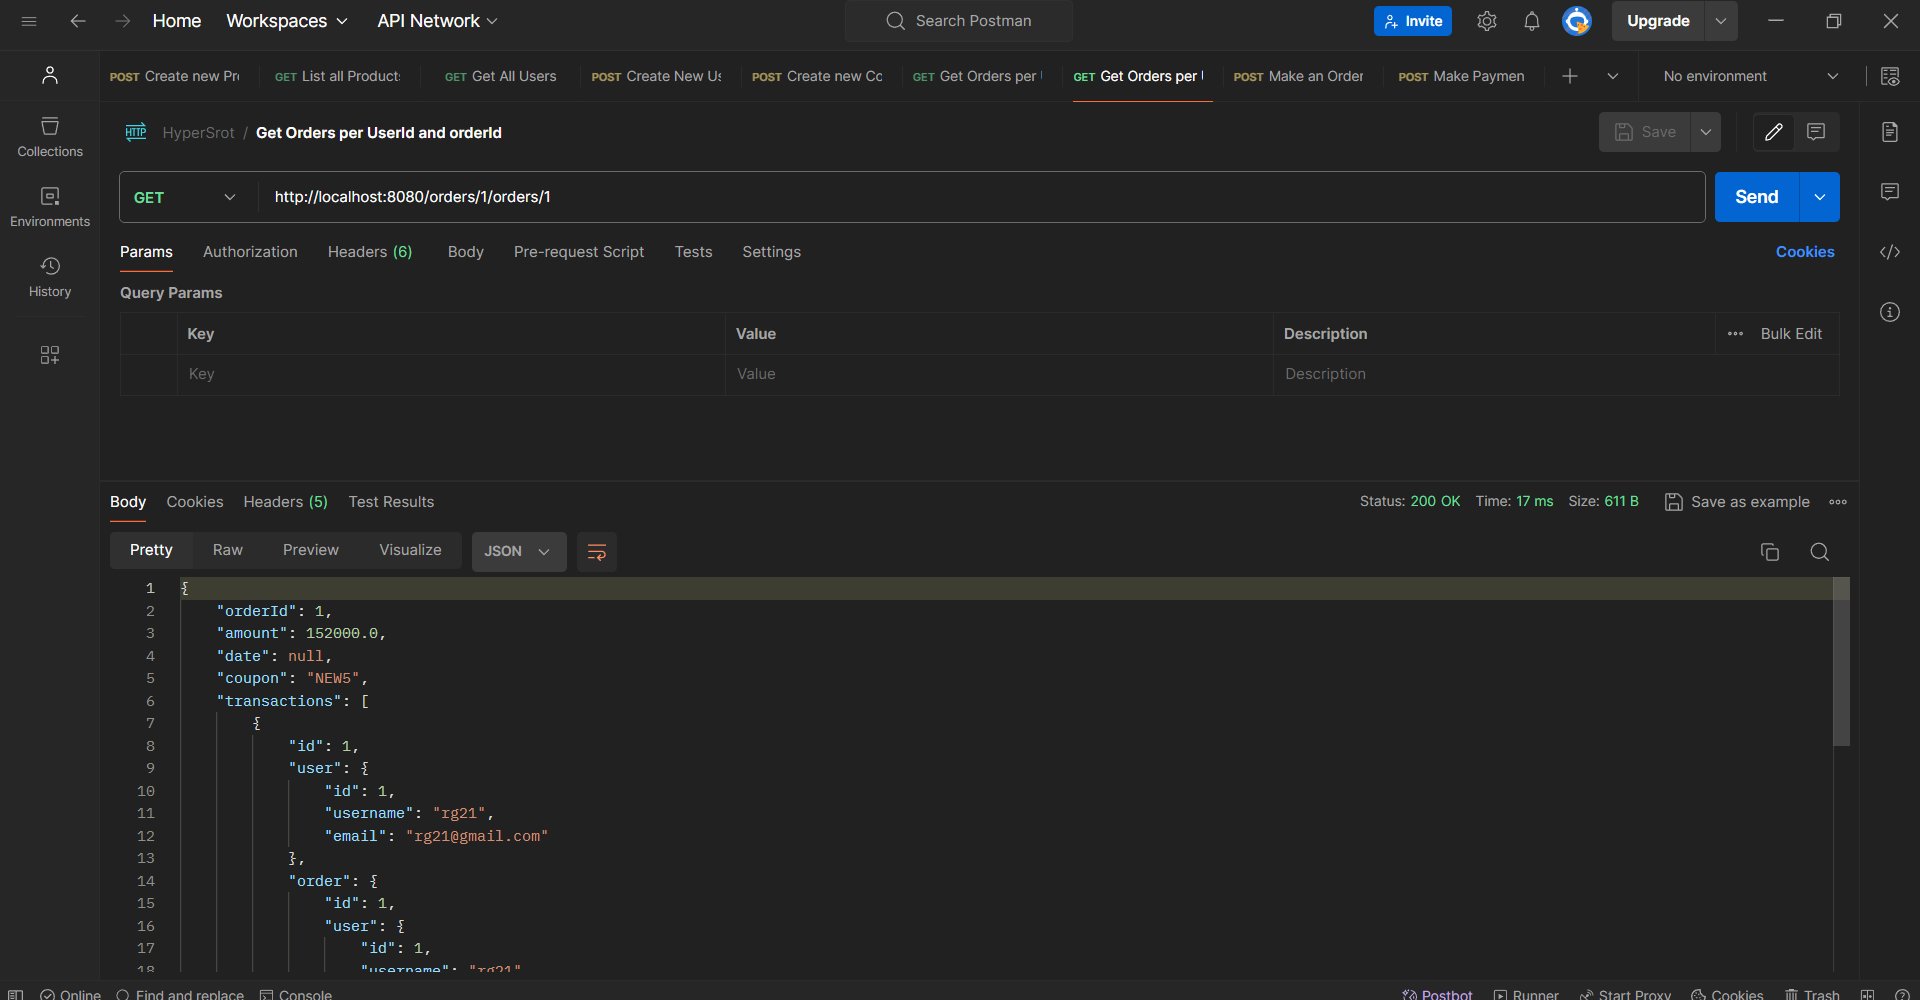 Home Workspaces API Network Search Postman Invite Upgrade
POST Create new Pr GET List all Product GET Get All Users POST Create New Us POST Create new Co GET Get Orders per GET Get Orders per POST Make an Order POST Make Paymen No environment
HTTP HyperSrot / Get Orders per UserId and orderId Save
Collections
GET http://localhost:8080/orders/1/orders/1 Send
Environments
Params Authorization Headers (6) Body Pre-request Script Tests Settings Cookies
History
Query Params
Key Value Description Bulk Edit
Key Value Description
Body Cookies Headers (5) Test Results Status: 200 OK Time: 17 ms Size: 611 B Save as example
Pretty Raw Preview Visualize JSON
1 {
2 "orderId": 1,
3 "amount": 152000.0,
4 "date": null,
5 "coupon": "NEW5",
6 "transactions": [
7 {
8 "id": 1,
9 "user": {
10 "id": 1,
11 "username": "rg21",
12 "email": "rg21@gmail.com"
13 },
14 "order": {
15 "id": 1,
16 "user": {
17 "id": 1,
18 "username": "rg21"
Online Find and replace Console Postbot Runner Start Proxy Cookies Trash